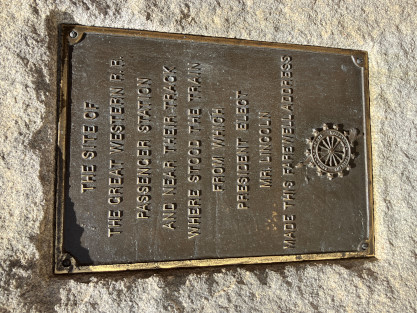 THE SITE OF
THE GREAT WESTERN R.R.
PASSENGER STATION
AND NEAR THEIR TRACK
WHERE STOOD THE TRAIN
FROM WHICH
PRESIDENT ELECT
MR. LINCOLN
MADE THIS FAREWELL ADDRESS